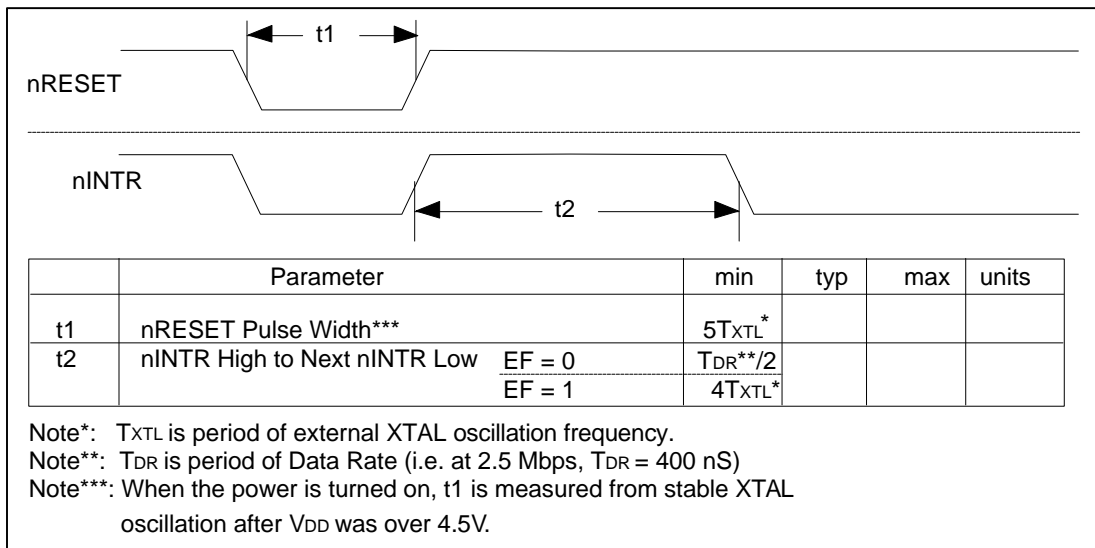 t1
nRESET
nINTR
t2
Parameter min typ max units
t1 nRESET Pulse Width*** 5TXTL*
t2 nINTR High to Next nINTR Low EF = 0 TDR**/2
EF = 1 4TXTL*
Note*: TXTL is period of external XTAL oscillation frequency.
Note**: TDR is period of Data Rate (i.e. at 2.5 Mbps, TDR = 400 nS)
Note***: When the power is turned on, t1 is measured from stable XTAL
oscillation after VDD was over 4.5V.